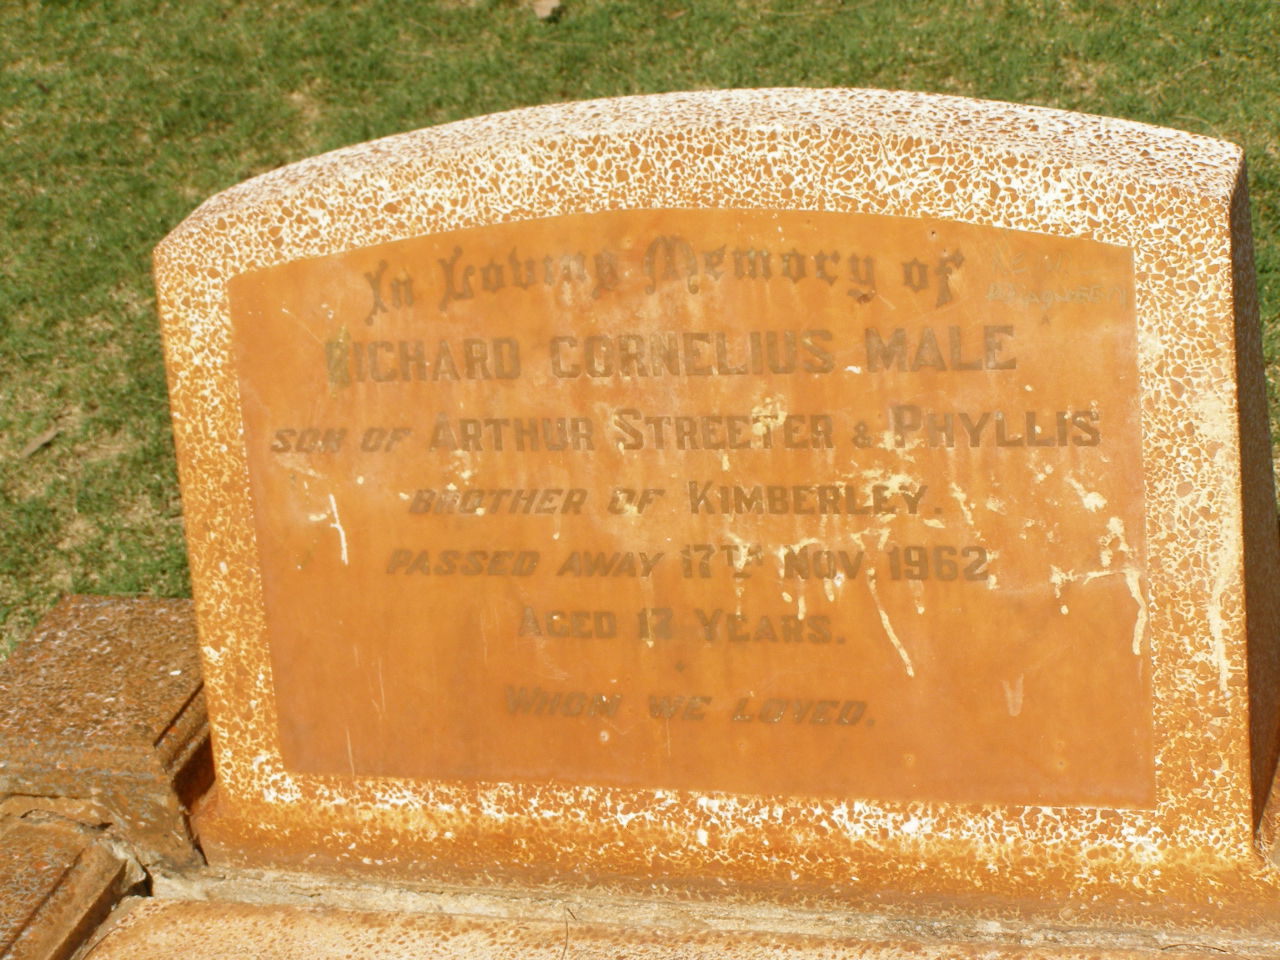 In Loving Memory of
RICHARD CORNELIUS MALE
SON OF ARTHUR STREETER & PHYLLIS
BROTHER OF KIMBERLEY.
PASSED AWAY 17TH NOV. 1962
AGED YEARS.
WHOM WE LOVED.